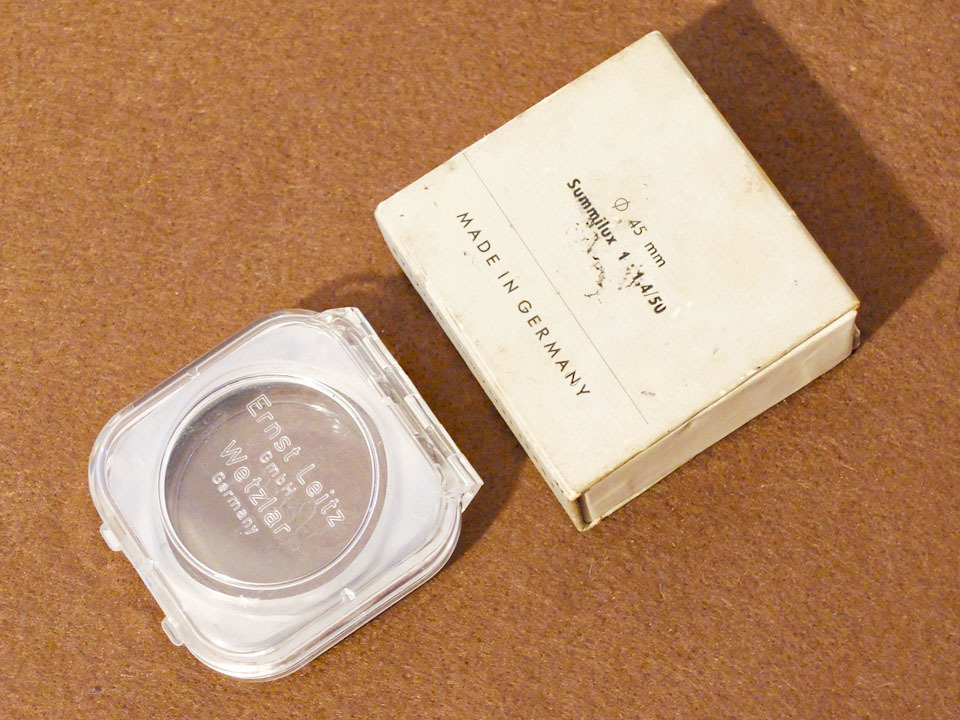 Ø 45 mm
Summilux 1:1,4/50
MADE IN GERMANY
Ernst Leitz
GmbH
Wetzlar
Germany